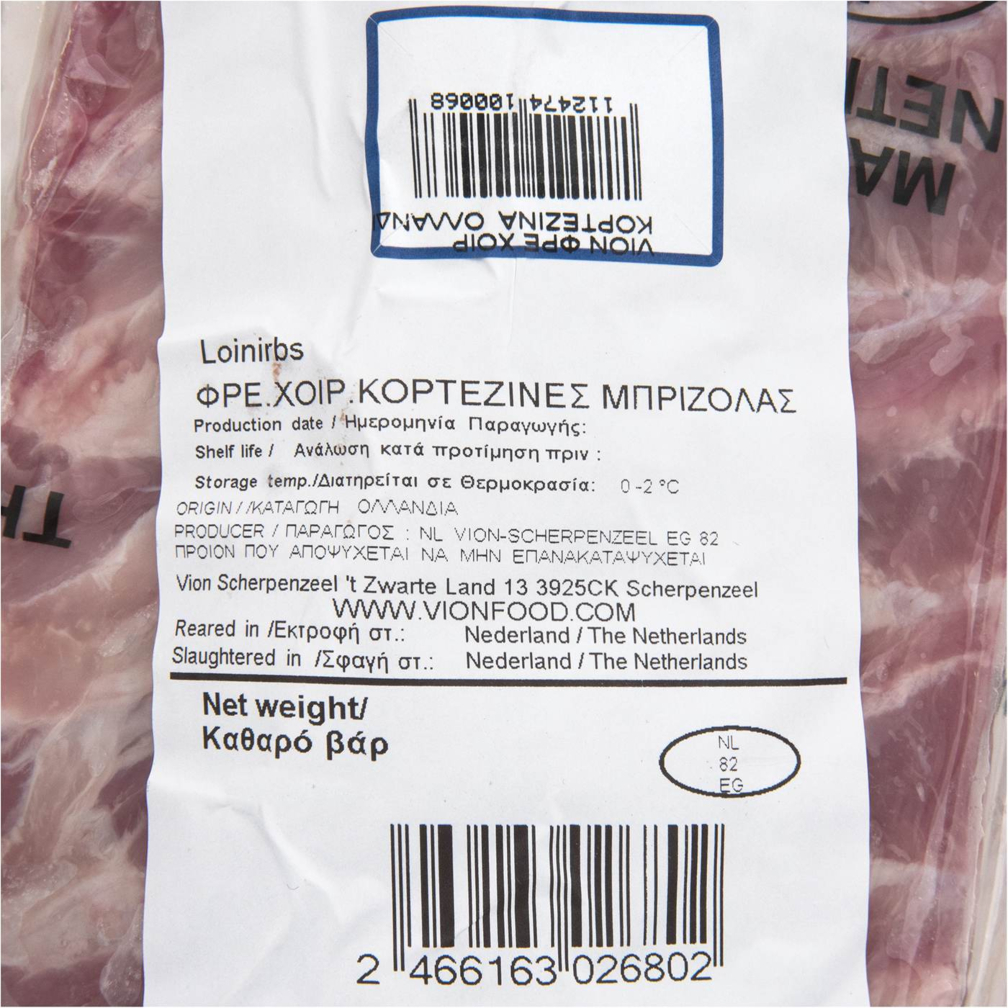 112474 100068
VION ΦΡΕ ΧΟΙΡ
ΚΟΡΤΕΖΙΝΑ ΟΛΛΑΝΔ
Loinirbs
ΦΡΕ.ΧΟΙΡ.ΚΟΡΤΕΖΙΝΕΣ ΜΠΡΙΖΟΛΑΣ
Production date / Ημερομηνία Παραγωγής:
Shelf life / Ανάλωση κατά προτίμηση πριν :
Storage temp./Διατηρείται σε Θερμοκρασία: 0-2 °C
ORIGIN / /ΚΑΤΑΓΩΓΗ ΟΛΛΑΝΔΙΑ
PRODUCER / ΠΑΡΑΓΩΓΟΣ : NL VION-SCHERPENZEEL EG 82
ΠΡΟΙΟΝ ΠΟΥ ΑΠΟΨΥΧΕΤΑΙ ΝΑ ΜΗΝ ΕΠΑΝΑΚΑΤΑΨΥΧΕΤΑΙ
Vion Scherpenzeel 't Zwarte Land 13 3925CK Scherpenzeel
WWW.VIONFOOD.COM
Reared in /Εκτροφή στ.: Nederland / The Netherlands
Slaughtered in /Σφαγή στ.: Nederland / The Netherlands
Net weight/
Καθαρό βάρ
NL
82
EG
2 466163 026802
MA
NET
TH